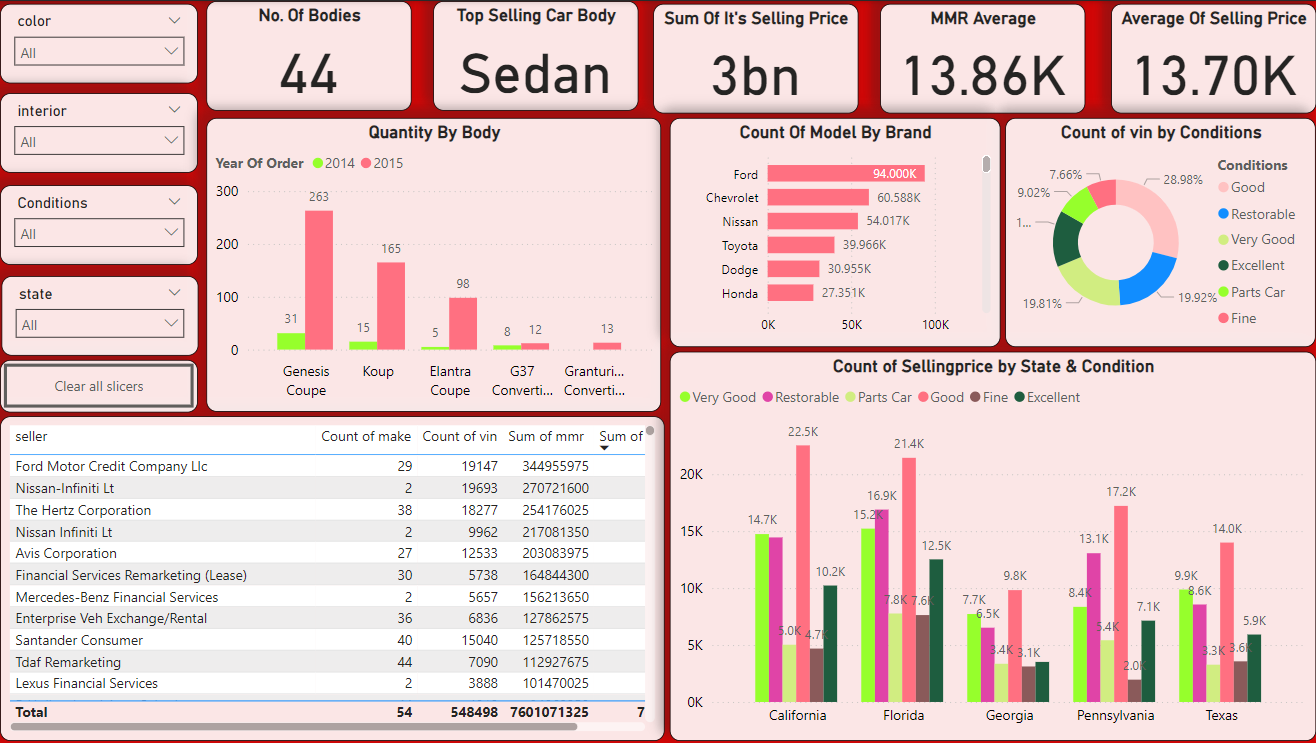 color
All
interior
All
Conditions
All
state
All
Clear all slicers
No. Of Bodies
44
Top Selling Car Body
Sedan
Sum Of It's Selling Price
3bn
MMR Average
13.86K
Average Of Selling Price
13.70K
Quantity By Body
Year Of Order 2014 2015
300
200
100
0
31
263
15
165
5
98
8
12
13
Genesis Coupe
Koup
Elantra Coupe
G37 Converti...
Granturi... Converti...
Count Of Model By Brand
Ford 94.000K
Chevrolet 60.588K
Nissan 54.017K
Toyota 39.966K
Dodge 30.955K
Honda 27.351K
0K 50K 100K
Count of vin by Conditions
7.66%
28.98%
9.02%
1...
19.81%
19.92%
Conditions
Good
Restorable
Very Good
Excellent
Parts Car
Fine
seller Count of make Count of vin Sum of mmr Sum of
Ford Motor Credit Company Llc 29 19147 344955975
Nissan-Infiniti Lt 2 19693 270721600
The Hertz Corporation 38 18277 254176025
Nissan Infiniti Lt 2 9962 217081350
Avis Corporation 27 12533 203083975
Financial Services Remarketing (Lease) 30 5738 164844300
Mercedes-Benz Financial Services 2 5657 156213650
Enterprise Veh Exchange/Rental 36 6836 127862575
Santander Consumer 40 15040 125718550
Tdaf Remarketing 44 7090 112927675
Lexus Financial Services 2 3888 101470025
Total 54 548498 7601071325 7
Count of Sellingprice by State & Condition
Very Good Restorable Parts Car Good Fine Excellent
20K
15K
10K
5K
0K
14.7K
5.0K
22.5K
4.7K
10.2K
15.2K
16.9K
7.8K
21.4K
7.6K
12.5K
7.7K
6.5K
3.4K
9.8K
3.1K
8.4K
13.1K
5.4K
17.2K
2.0K
7.1K
9.9K
8.6K
3.3K
14.0K
3.6K
5.9K
California Florida Georgia Pennsylvania Texas